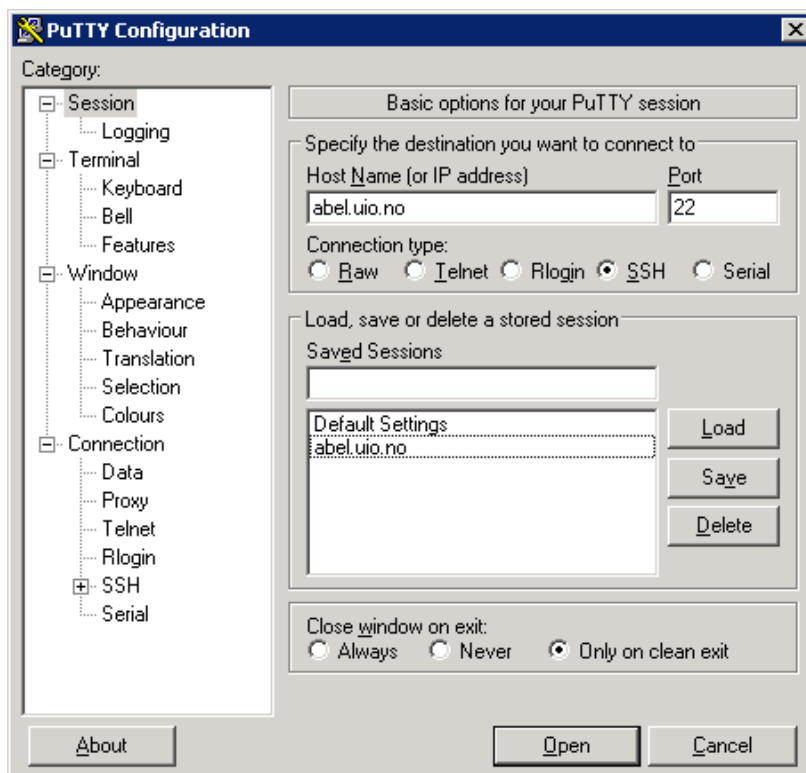 PuTTY Configuration
Category:
Session
Logging
Terminal
Keyboard
Bell
Features
Window
Appearance
Behaviour
Translation
Selection
Colours
Connection
Data
Proxy
Telnet
Rlogin
SSH
Serial
Basic options for your PuTTY session
Specify the destination you want to connect to
Host Name (or IP address) Port
abel.uio.no 22
Connection type:
Raw Telnet Rlogin SSH Serial
Load, save or delete a stored session
Saved Sessions
Default Settings
abel.uio.no
Load
Save
Delete
Close window on exit:
Always Never Only on clean exit
About Open Cancel